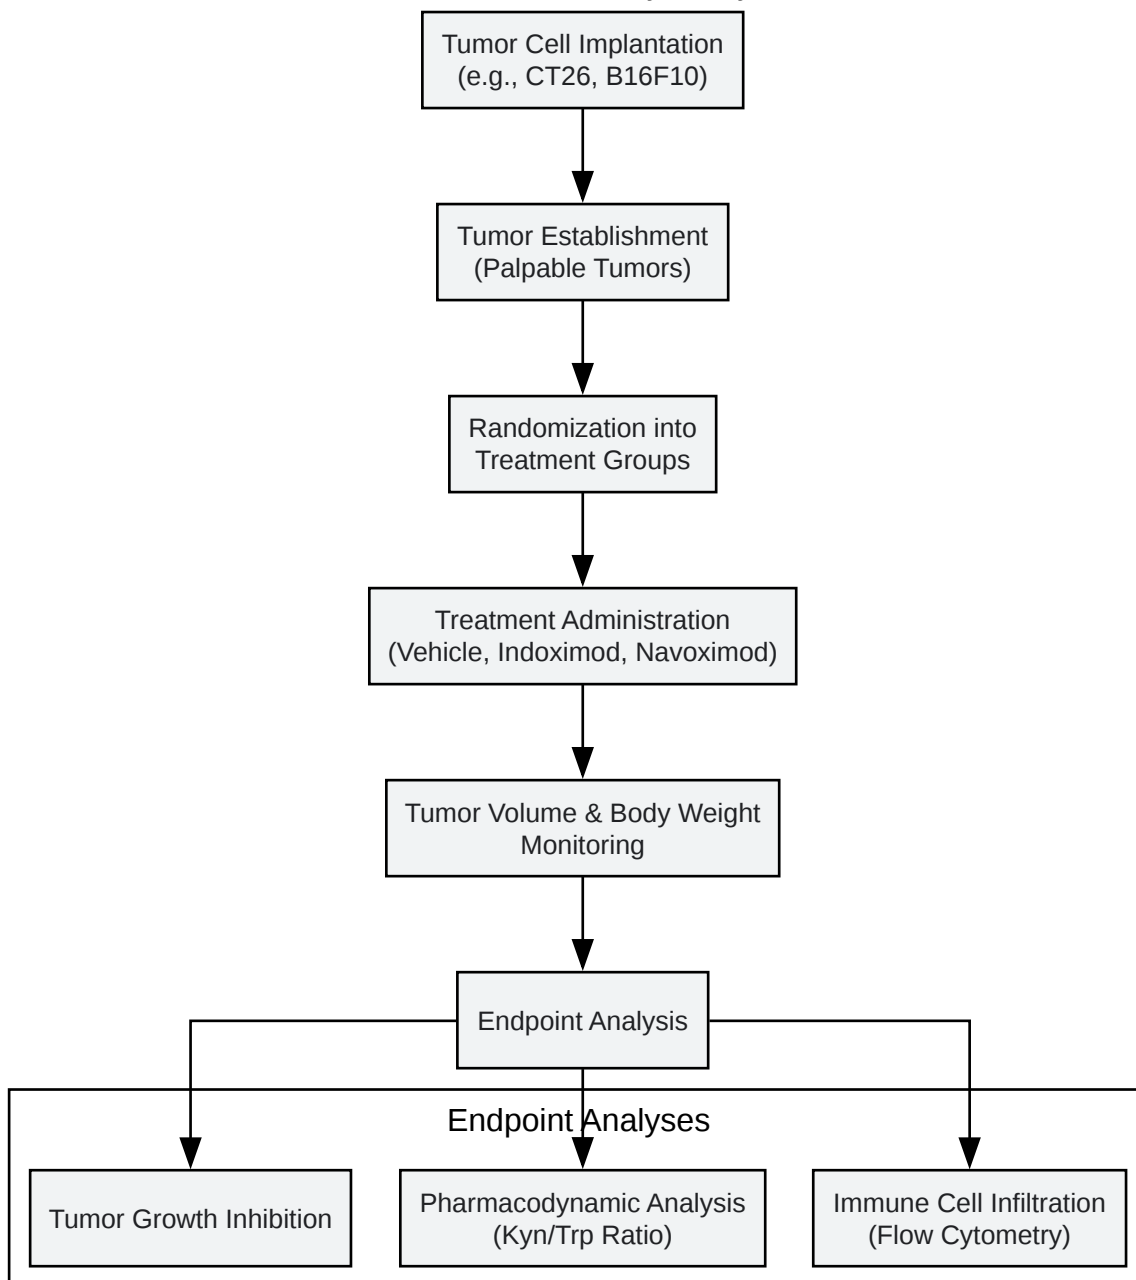 Tumor Cell Implantation
(e.g., CT26, B16F10)
Tumor Establishment
(Palpable Tumors)
Randomization into
Treatment Groups
Treatment Administration
(Vehicle, Indoximod, Navoximod)
Tumor Volume & Body Weight
Monitoring
Endpoint Analysis
Endpoint Analyses
Tumor Growth Inhibition
Pharmacodynamic Analysis
(Kyn/Trp Ratio)
Immune Cell Infiltration
(Flow Cytometry)